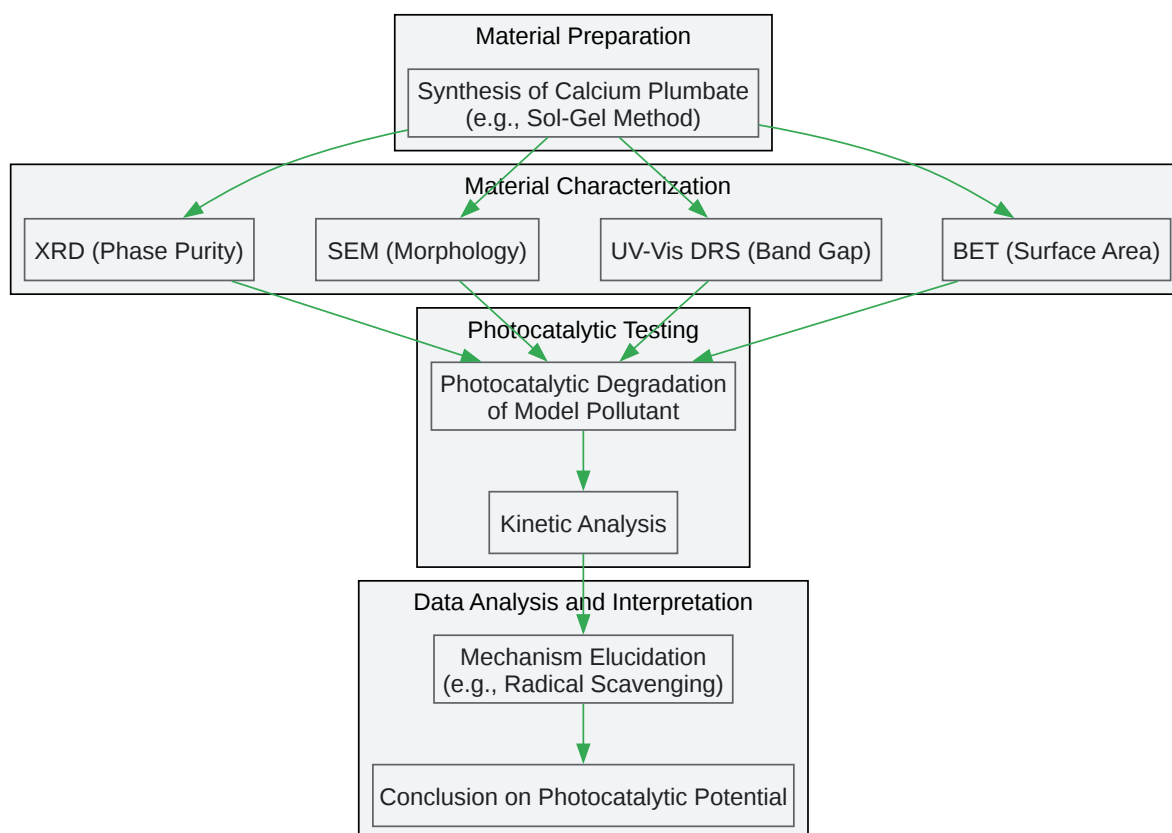 Material Preparation
Synthesis of Calcium Plumbate
(e.g., Sol-Gel Method)
Material Characterization
XRD (Phase Purity)
SEM (Morphology)
UV-Vis DRS (Band Gap)
BET (Surface Area)
Photocatalytic Testing
Photocatalytic Degradation
of Model Pollutant
Kinetic Analysis
Data Analysis and Interpretation
Mechanism Elucidation
(e.g., Radical Scavenging)
Conclusion on Photocatalytic Potential